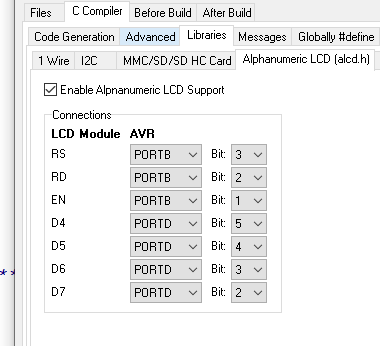 Files C Compiler Before Build After Build
Code Generation Advanced Libraries Messages Globally #define
1 Wire I2C MMC/SD/SD HC Card Alphanumeric LCD (alcd.h)
Enable Alpnanumeric LCD Support
Connections
LCD Module AVR
RS PORTB Bit: 3
RD PORTB Bit: 2
EN PORTB Bit: 1
D4 PORTD Bit: 5
D5 PORTD Bit: 4
D6 PORTD Bit: 3
D7 PORTD Bit: 2
**